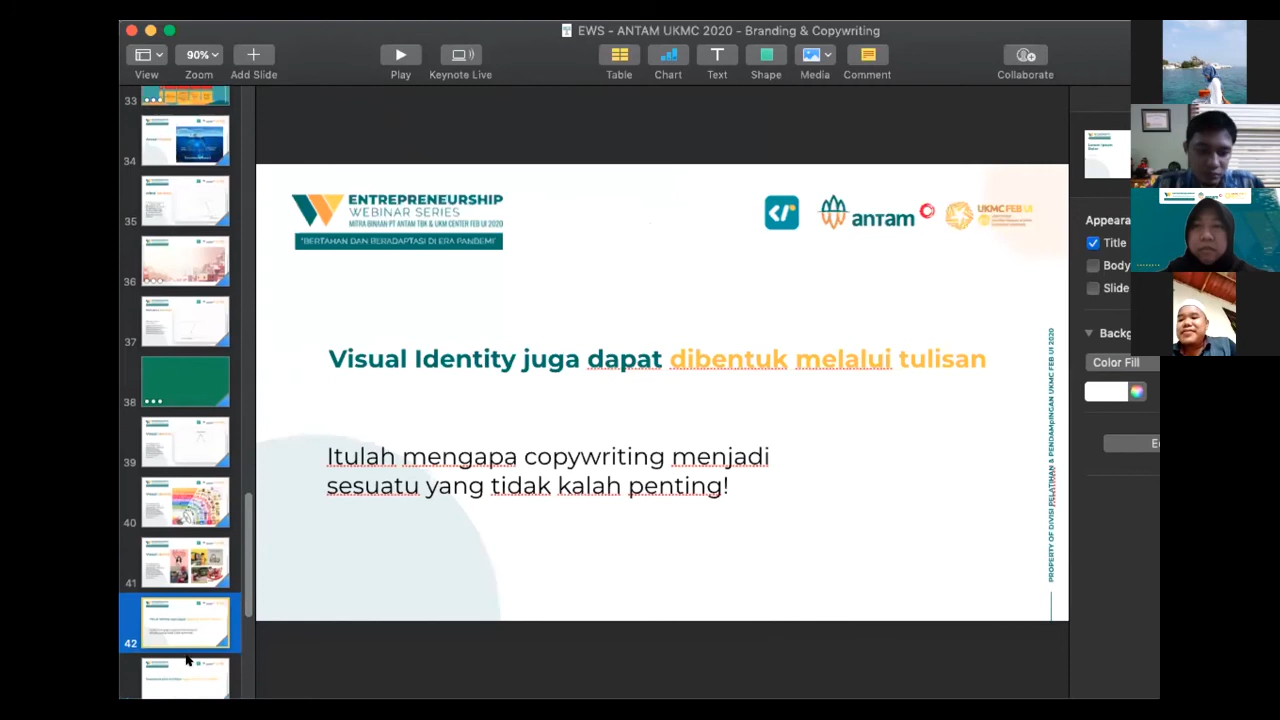 EWS - ANTAM UKMC 2020 - Branding & Copywriting
90%
View
Zoom
Add Slide
Play
Keynote Live
Table
Chart
Text
Shape
Media
Comment
Collaborate
33
34
35
36
37
38
39
40
41
42
ENTREPRENEURSHIP
WEBINAR SERIES
MITRA BINAAN PT ANTAM TBK & UKM CENTER FEB UI 2020
"BERTAHAN DAN BERADAPTASI DI ERA PANDEMI"
antam
UKMC FEB UI
Visual Identity juga dapat dibentuk melalui tulisan
Itulah mengapa copywriting menjadi
sesuatu yang tidak kalah penting!
PROPERTY OF DIVISI PELATIHAN & PENDAMPINGAN UKMC FEB UI 2020
Appeara
Title
Body
Slide
Backg
Color Fill